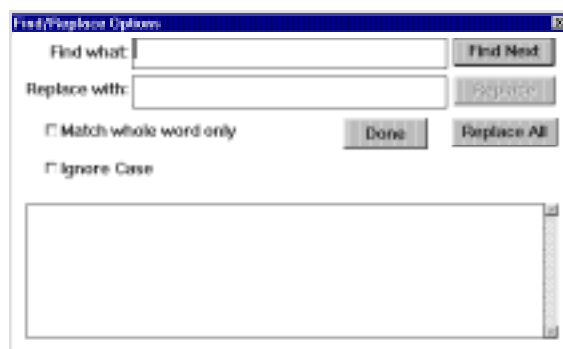 Find/Replace Options
Find what: Find Next
Replace with: Replace
Match whole word only Done Replace All
Ignore Case